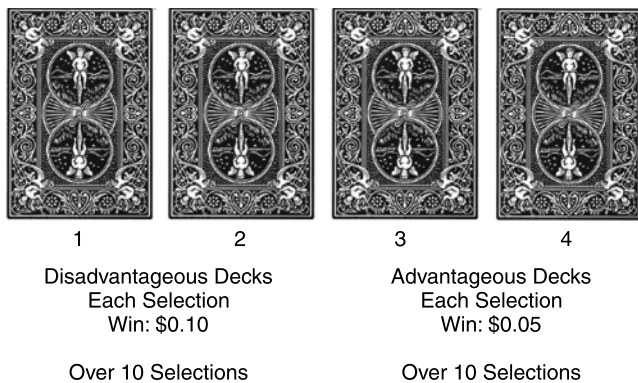 1 2 3 4
Disadvantageous Decks
Each Selection
Win: $0.10
Over 10 Selections
Advantageous Decks
Each Selection
Win: $0.05
Over 10 Selections